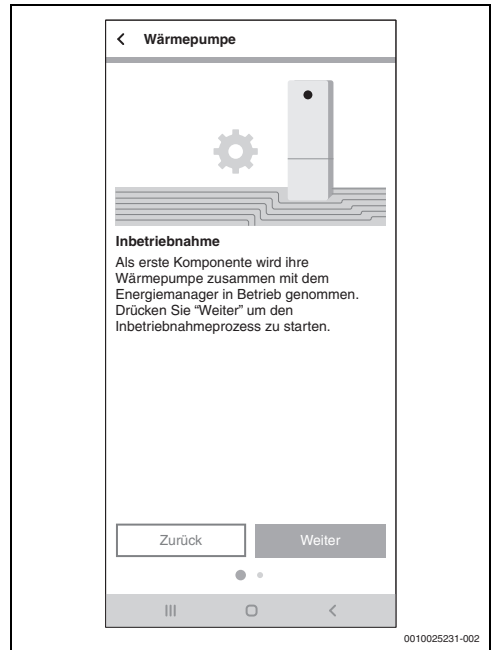 Wärmepumpe
Inbetriebnahme
Als erste Komponente wird ihre
Wärmepumpe zusammen mit dem
Energiemanager in Betrieb genommen.
Drücken Sie “Weiter” um den
Inbetriebnahmeprozess zu starten.
Zurück
Weiter
0010025231-002